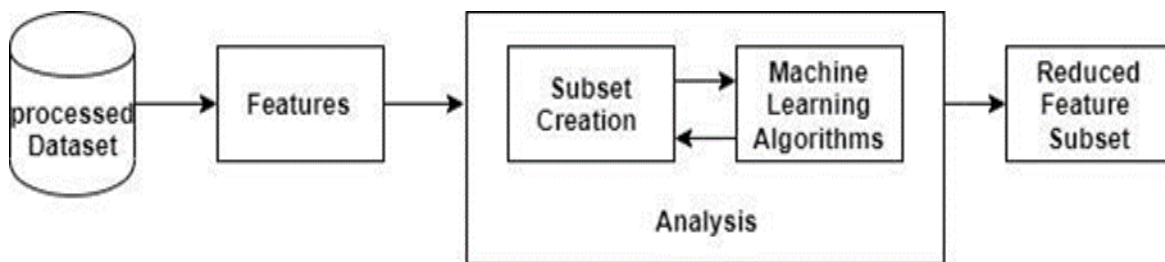 processed
Dataset
Features
Subset
Creation
Machine
Learning
Algorithms
Analysis
Reduced
Feature
Subset